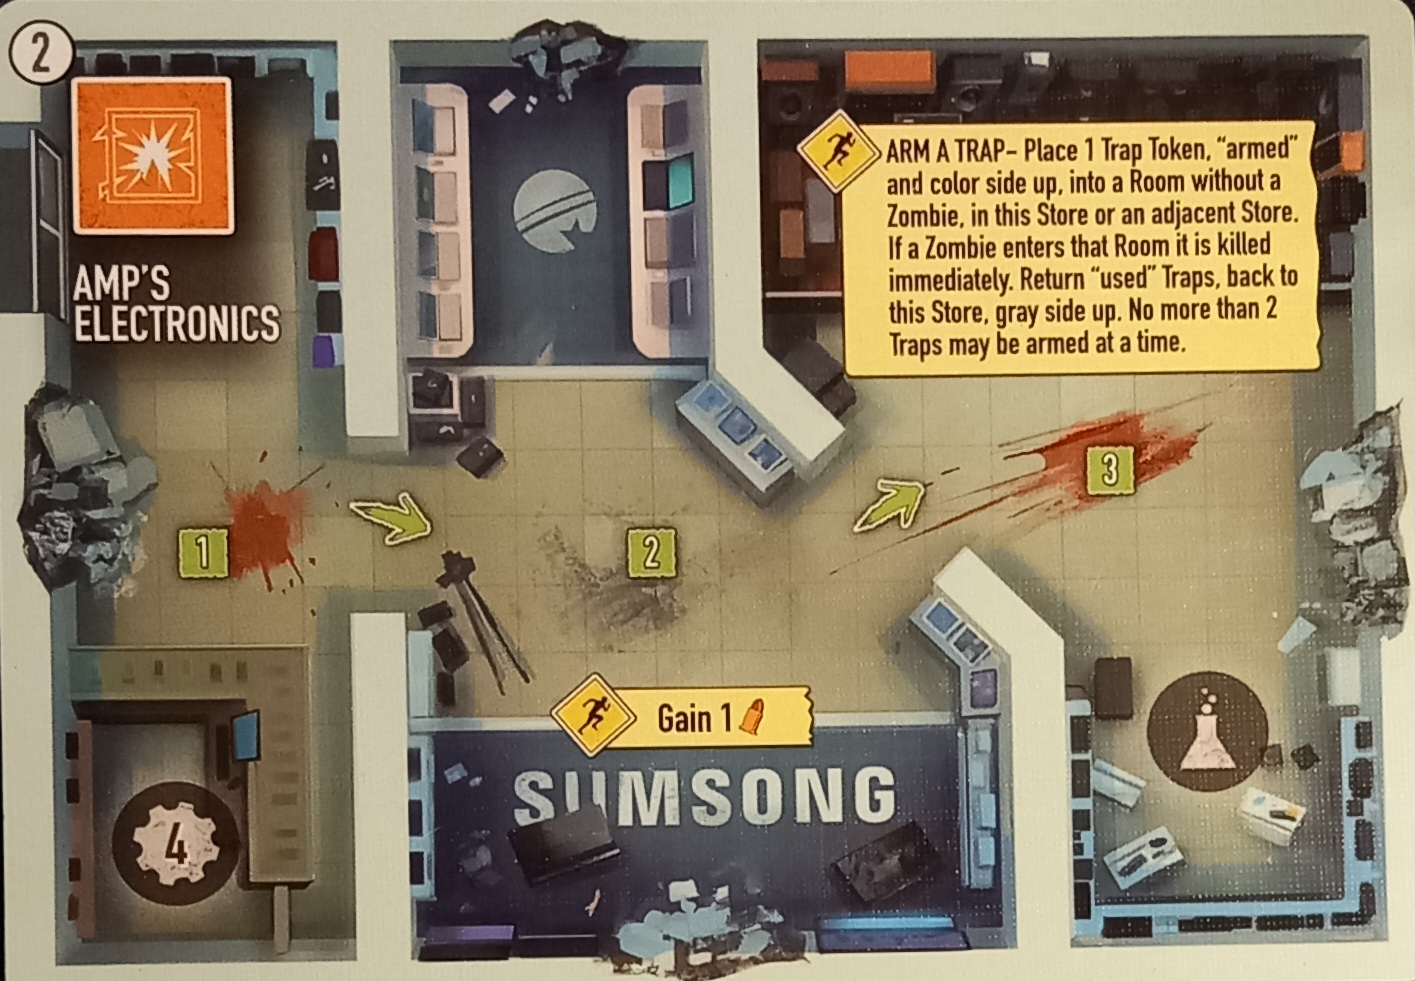 2
AMP'S
ELECTRONICS
ARM A TRAP– Place 1 Trap Token, "armed"
and color side up, into a Room without a
Zombie, in this Store or an adjacent Store.
If a Zombie enters that Room it is killed
immediately. Return "used" Traps, back to
this Store, gray side up. No more than 2
Traps may be armed at a time.
1
2
3
Gain 1
SUMSONG
4